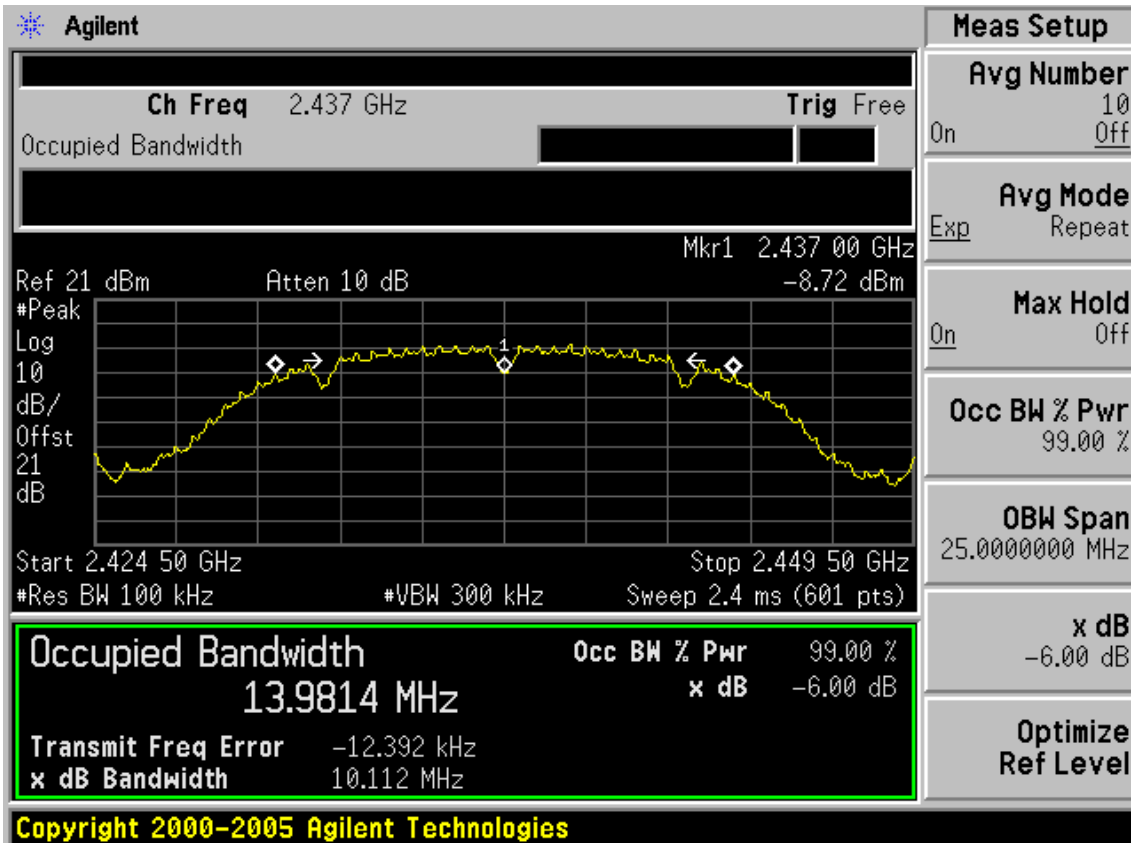 Agilent
Ch Freq 2.437 GHz Trig Free
Occupied Bandwidth
Mkr1 2.437 00 GHz
Ref 21 dBm Atten 10 dB -8.72 dBm
#Peak
Log
10
dB/
Offst
21
dB
1
Start 2.424 50 GHz Stop 2.449 50 GHz
#Res BW 100 kHz #VBW 300 kHz Sweep 2.4 ms (601 pts)
Occupied Bandwidth Occ BW % Pwr 99.00 %
13.9814 MHz x dB -6.00 dB
Transmit Freq Error -12.392 kHz
x dB Bandwidth 10.112 MHz
Copyright 2000-2005 Agilent Technologies
Meas Setup
Avg Number
10
On Off
Avg Mode
Exp Repeat
Max Hold
On Off
Occ BW % Pwr
99.00 %
OBW Span
25.0000000 MHz
x dB
-6.00 dB
Optimize
Ref Level